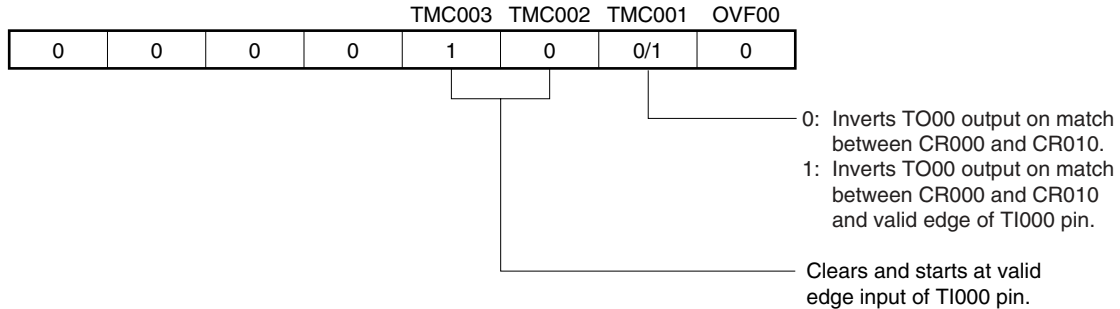 TMC003 TMC002 TMC001 OVF00
0 0 0 0 1 0 0/1 0
0: Inverts TO00 output on match
between CR000 and CR010.
1: Inverts TO00 output on match
between CR000 and CR010
and valid edge of TI000 pin.
Clears and starts at valid
edge input of TI000 pin.